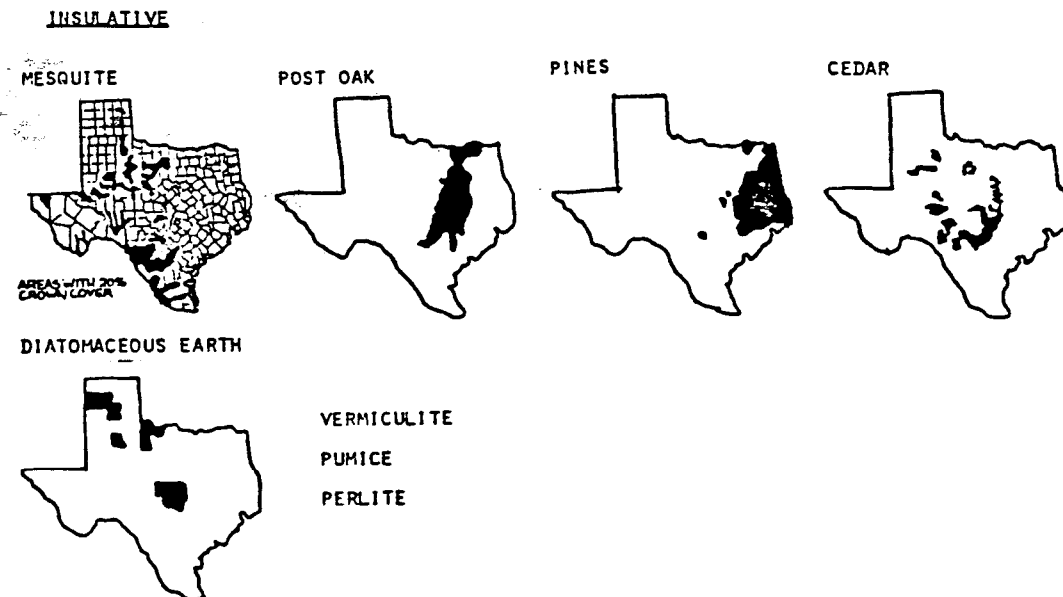 INSULATIVE
MESQUITE
POST OAK
PINES
CEDAR
AREAS WITH 20%
CROWN COVER
DIATOMACEOUS EARTH
VERMICULITE
PUMICE
PERLITE